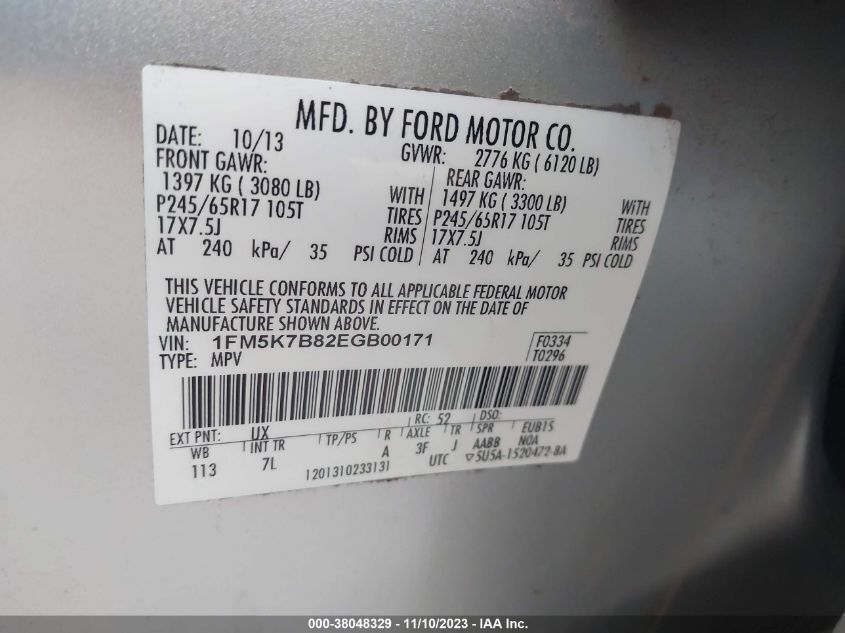 MFD. BY FORD MOTOR CO.
DATE: 10/13 GVWR: 2776 KG ( 6120 LB)
FRONT GAWR: REAR GAWR:
1397 KG ( 3080 LB) WITH 1497 KG ( 3300 LB) WITH
P245/65R17 105T TIRES P245/65R17 105T TIRES
17X7.5J RIMS 17X7.5J RIMS
AT 240 kPa/ 35 PSI COLD AT 240 kPa/ 35 PSI COLD
THIS VEHICLE CONFORMS TO ALL APPLICABLE FEDERAL MOTOR
VEHICLE SAFETY STANDARDS IN EFFECT ON THE DATE OF
MANUFACTURE SHOWN ABOVE.
VIN: 1FM5K7B82EGB00171 F0334
TYPE: MPV T0296
EXT PNT: UX RC: 52 DSO:
WB INT TR TP/PS R AXLE TR SPR EUB15
113 7L A 3F J AABB NOA
1201310233131 UTC ▽5U5A-1520472-BA
000-38048329 - 11/10/2023 - IAA Inc.